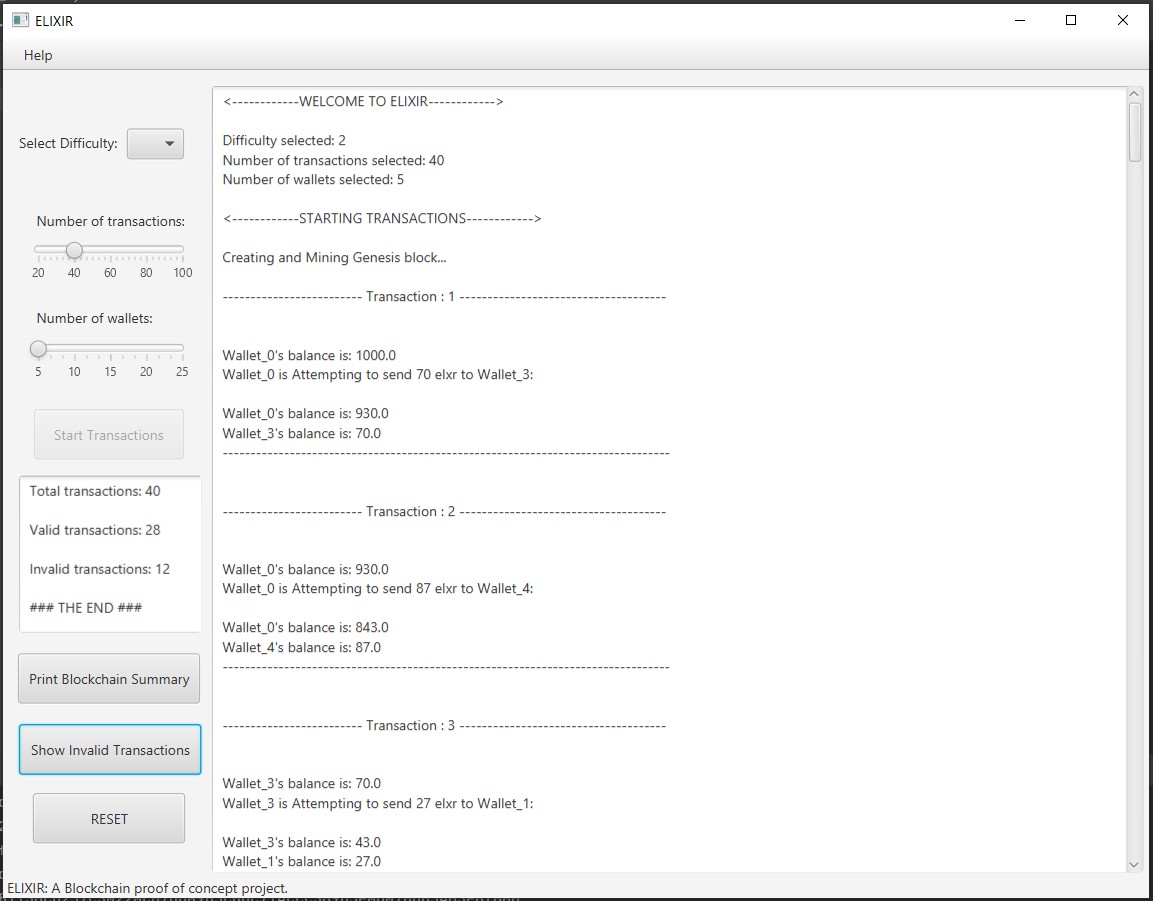 ELIXIR
Help
Select Difficulty:
Number of transactions:
20 40 60 80 100
Number of wallets:
5 10 15 20 25
Start Transactions
Total transactions: 40
Valid transactions: 28
Invalid transactions: 12
### THE END ###
Print Blockchain Summary
Show Invalid Transactions
RESET
<------------WELCOME TO ELIXIR------------>
Difficulty selected: 2
Number of transactions selected: 40
Number of wallets selected: 5
<------------STARTING TRANSACTIONS------------>
Creating and Mining Genesis block...
------------------------- Transaction : 1 -------------------------------------
Wallet_0's balance is: 1000.0
Wallet_0 is Attempting to send 70 elxr to Wallet_3:
Wallet_0's balance is: 930.0
Wallet_3's balance is: 70.0
--------------------------------------------------------------------------------
------------------------- Transaction : 2 -------------------------------------
Wallet_0's balance is: 930.0
Wallet_0 is Attempting to send 87 elxr to Wallet_4:
Wallet_0's balance is: 843.0
Wallet_4's balance is: 87.0
--------------------------------------------------------------------------------
------------------------- Transaction : 3 -------------------------------------
Wallet_3's balance is: 70.0
Wallet_3 is Attempting to send 27 elxr to Wallet_1:
Wallet_3's balance is: 43.0
Wallet_1's balance is: 27.0
ELIXIR: A Blockchain proof of concept project.